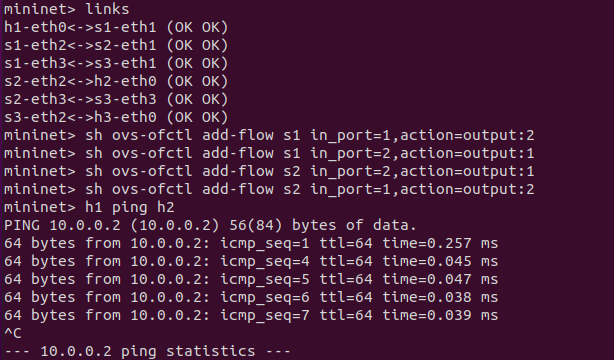 mininet> links
h1-eth0<->s1-eth1 (OK OK)
s1-eth2<->s2-eth1 (OK OK)
s1-eth3<->s3-eth1 (OK OK)
s2-eth2<->h2-eth0 (OK OK)
s2-eth3<->s3-eth3 (OK OK)
s3-eth2<->h3-eth0 (OK OK)
mininet> sh ovs-ofctl add-flow s1 in_port=1,action=output:2
mininet> sh ovs-ofctl add-flow s1 in_port=2,action=output:1
mininet> sh ovs-ofctl add-flow s2 in_port=2,action=output:1
mininet> sh ovs-ofctl add-flow s2 in_port=1,action=output:2
mininet> h1 ping h2
PING 10.0.0.2 (10.0.0.2) 56(84) bytes of data.
64 bytes from 10.0.0.2: icmp_seq=1 ttl=64 time=0.257 ms
64 bytes from 10.0.0.2: icmp_seq=4 ttl=64 time=0.045 ms
64 bytes from 10.0.0.2: icmp_seq=5 ttl=64 time=0.047 ms
64 bytes from 10.0.0.2: icmp_seq=6 ttl=64 time=0.038 ms
64 bytes from 10.0.0.2: icmp_seq=7 ttl=64 time=0.039 ms
^C
--- 10.0.0.2 ping statistics ---